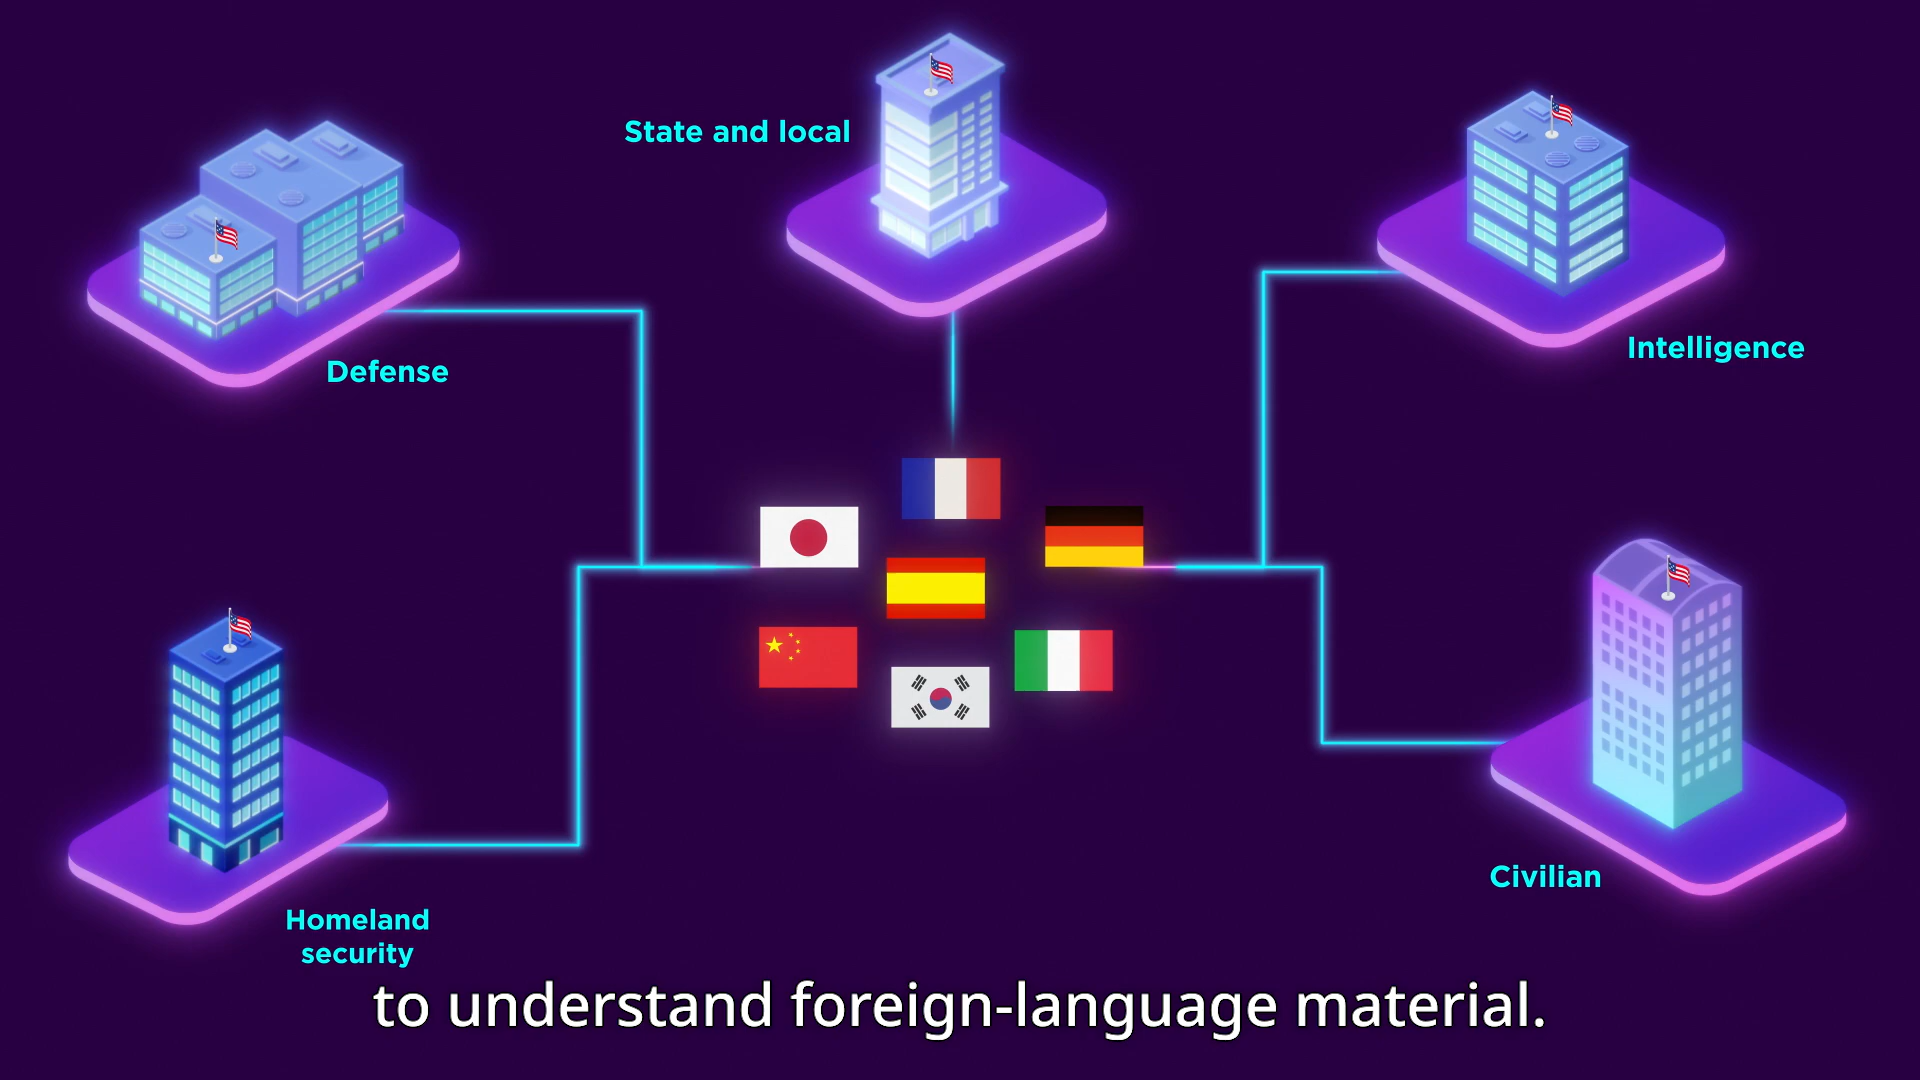 State and local
Defense
Intelligence
Civilian
Homeland
security
to understand foreign-language material.